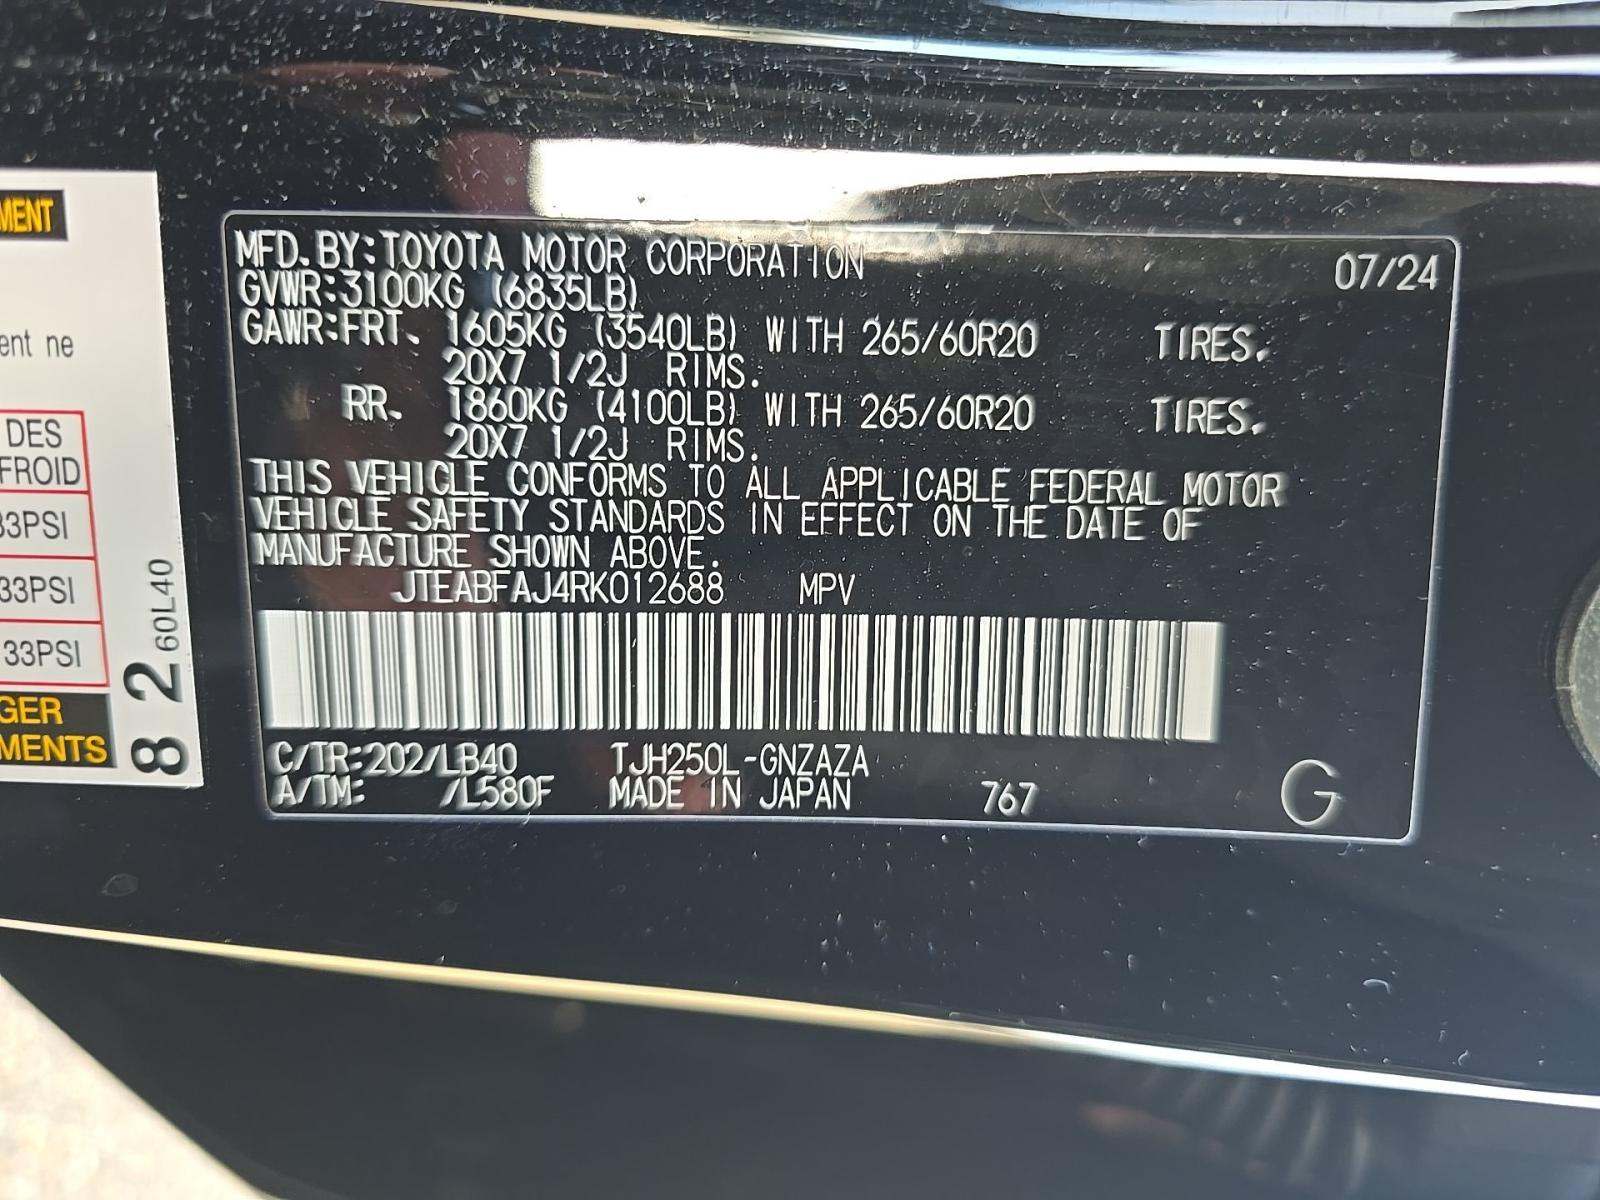 MENT
ent ne
DES
FROID
33PSI
33PSI
33PSI
GER
MENTS
8 2 60L40
MFD. BY: TOYOTA MOTOR CORPORATION 07/24
GVWR: 3100KG (6835LB)
GAWR: FRT. 1605KG (3540LB) WITH 265/60R20 TIRES.
20X7 1/2J RIMS.
RR. 1860KG (4100LB) WITH 265/60R20 TIRES.
20X7 1/2J RIMS.
THIS VEHICLE CONFORMS TO ALL APPLICABLE FEDERAL MOTOR
VEHICLE SAFETY STANDARDS IN EFFECT ON THE DATE OF
MANUFACTURE SHOWN ABOVE.
JTEABFAJ4RK012688 MPV
C/TR: 202/LB40 TJH250L-GNZAZA
A/TM: /L580F MADE IN JAPAN 767 G